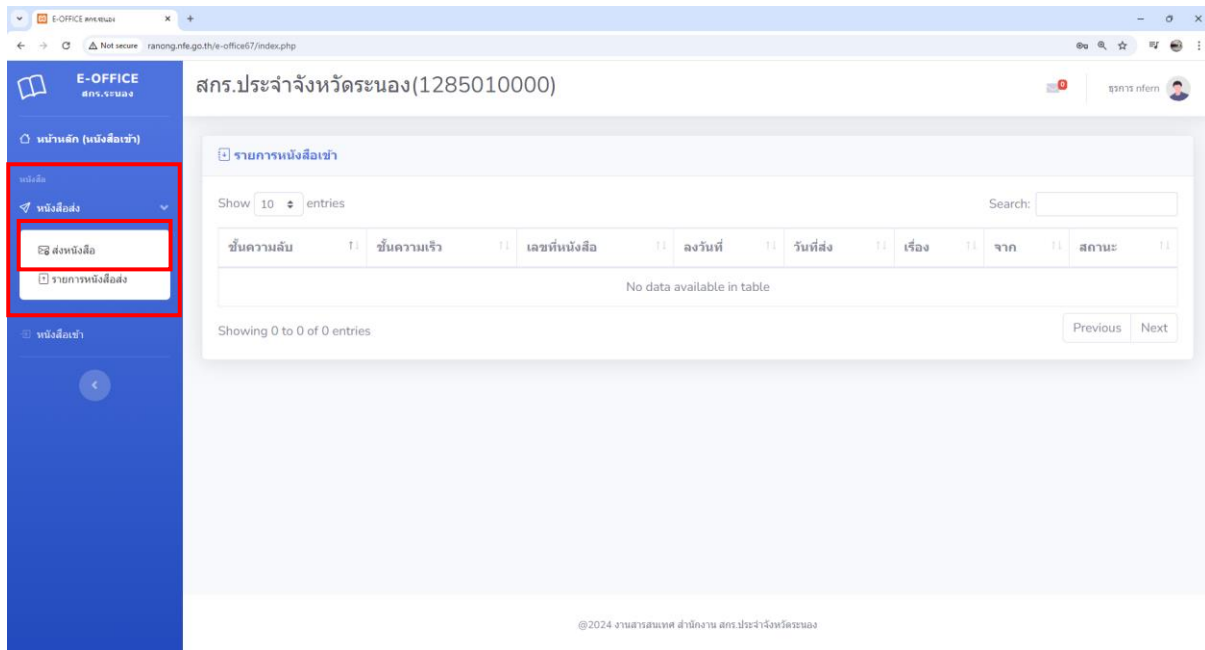 E-OFFICE สกร.ระนอง
Not secure ranong.nfe.go.th/e-office67/index.php
E-OFFICE
สกร.ระนอง
สกร.ประจำจังหวัดระนอง(1285010000)
0
ธุรการ nfern
หน้าหลัก (หนังสือเข้า)
รายการหนังสือเข้า
หนังสือ
หนังสือส่ง
Show 10 entries
Search:
ส่งหนังสือ
ชั้นความลับ ชั้นความเร็ว เลขที่หนังสือ ลงวันที่ วันที่ส่ง เรื่อง จาก สถานะ
รายการหนังสือส่ง
No data available in table
หนังสือเข้า
Showing 0 to 0 of 0 entries
Previous Next
@2024 งานสารสนเทศ สำนักงาน สกร.ประจำจังหวัดระนอง